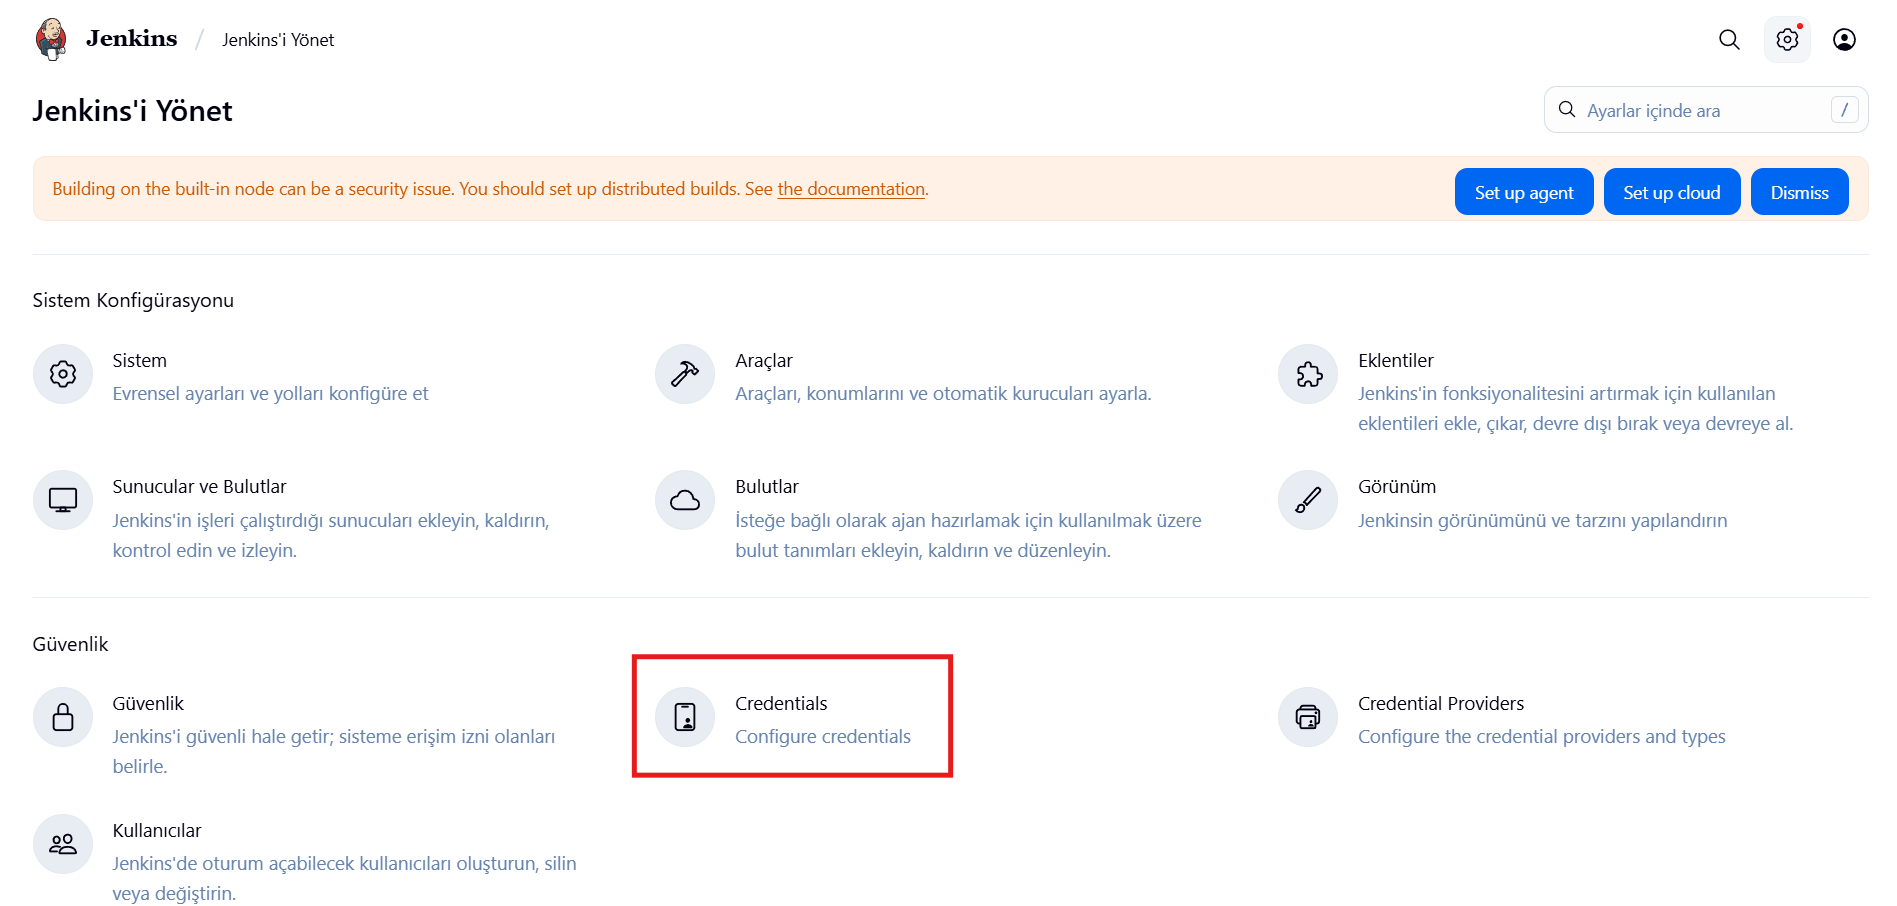 Jenkins / Jenkins'i Yönet
Jenkins'i Yönet
Ayarlar içinde ara /
Building on the built-in node can be a security issue. You should set up distributed builds. See the documentation.
Set up agent Set up cloud Dismiss
Sistem Konfigürasyonu
Sistem
Evrensel ayarları ve yolları konfigüre et
Araçlar
Araçları, konumlarını ve otomatik kurucuları ayarla.
Eklentiler
Jenkins'in fonksiyonalitesini artırmak için kullanılan
eklentileri ekle, çıkar, devre dışı bırak veya devreye al.
Sunucular ve Bulutlar
Jenkins'in işleri çalıştırdığı sunucuları ekleyin, kaldırın,
kontrol edin ve izleyin.
Bulutlar
İsteğe bağlı olarak ajan hazırlamak için kullanılmak üzere
bulut tanımları ekleyin, kaldırın ve düzenleyin.
Görünüm
Jenkinsin görünümünü ve tarzını yapılandırın
Güvenlik
Güvenlik
Jenkins'i güvenli hale getir; sisteme erişim izni olanları
belirle.
Credentials
Configure credentials
Credential Providers
Configure the credential providers and types
Kullanıcılar
Jenkins'de oturum açabilecek kullanıcıları oluşturun, silin
veya değiştirin.